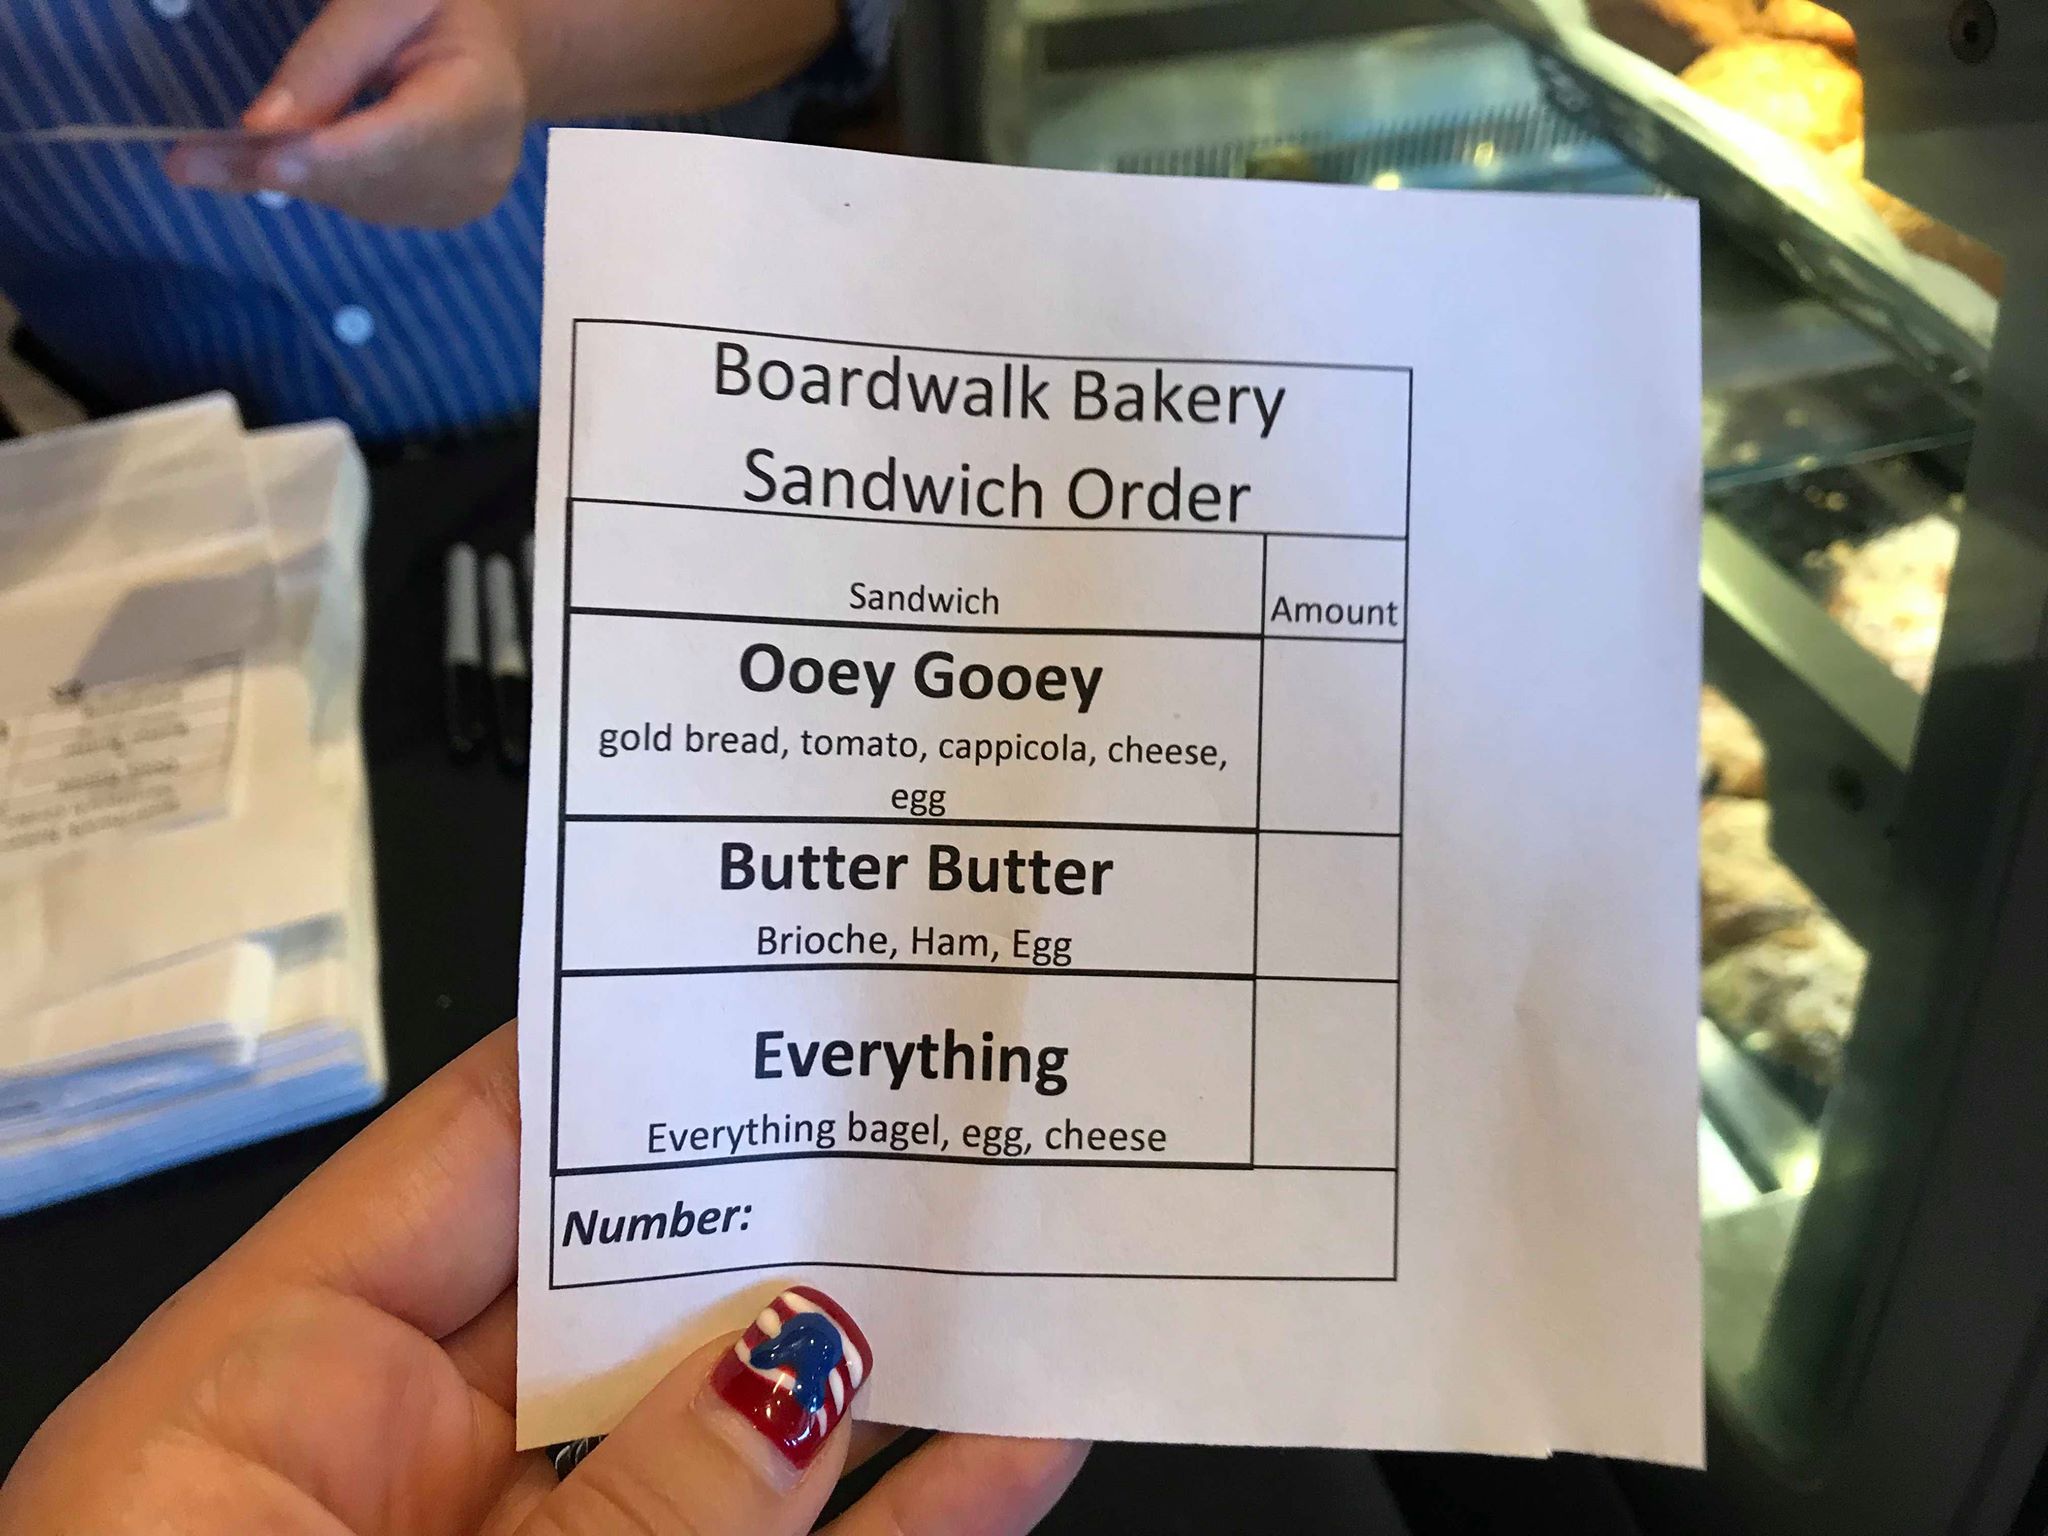 Boardwalk Bakery
Sandwich Order
Sandwich Amount
Ooey Gooey
gold bread, tomato, cappicola, cheese,
egg
Butter Butter
Brioche, Ham, Egg
Everything
Everything bagel, egg, cheese
Number: